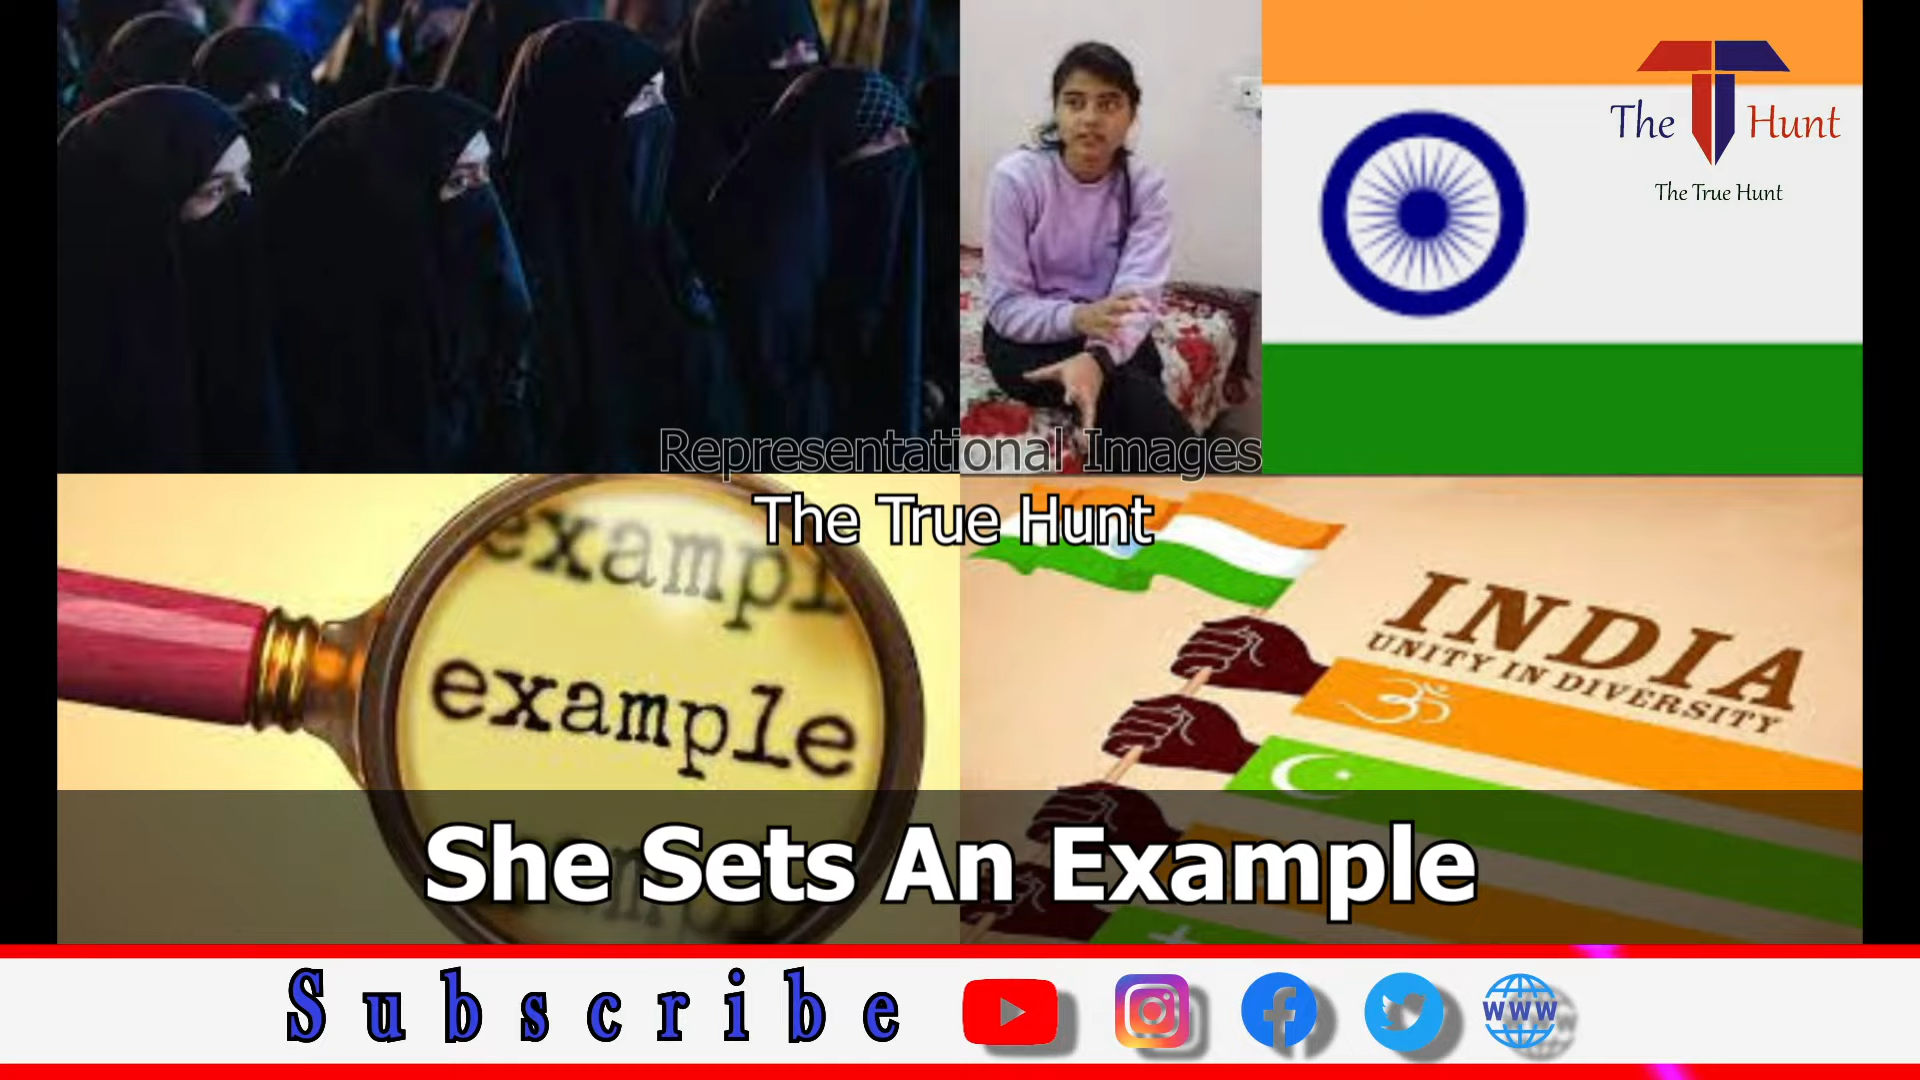 The Hunt
The True Hunt
Representational Images
The True Hunt
exampl
example
INDIA
UNITY IN DIVERSITY
She Sets An Example
Subscribe
www